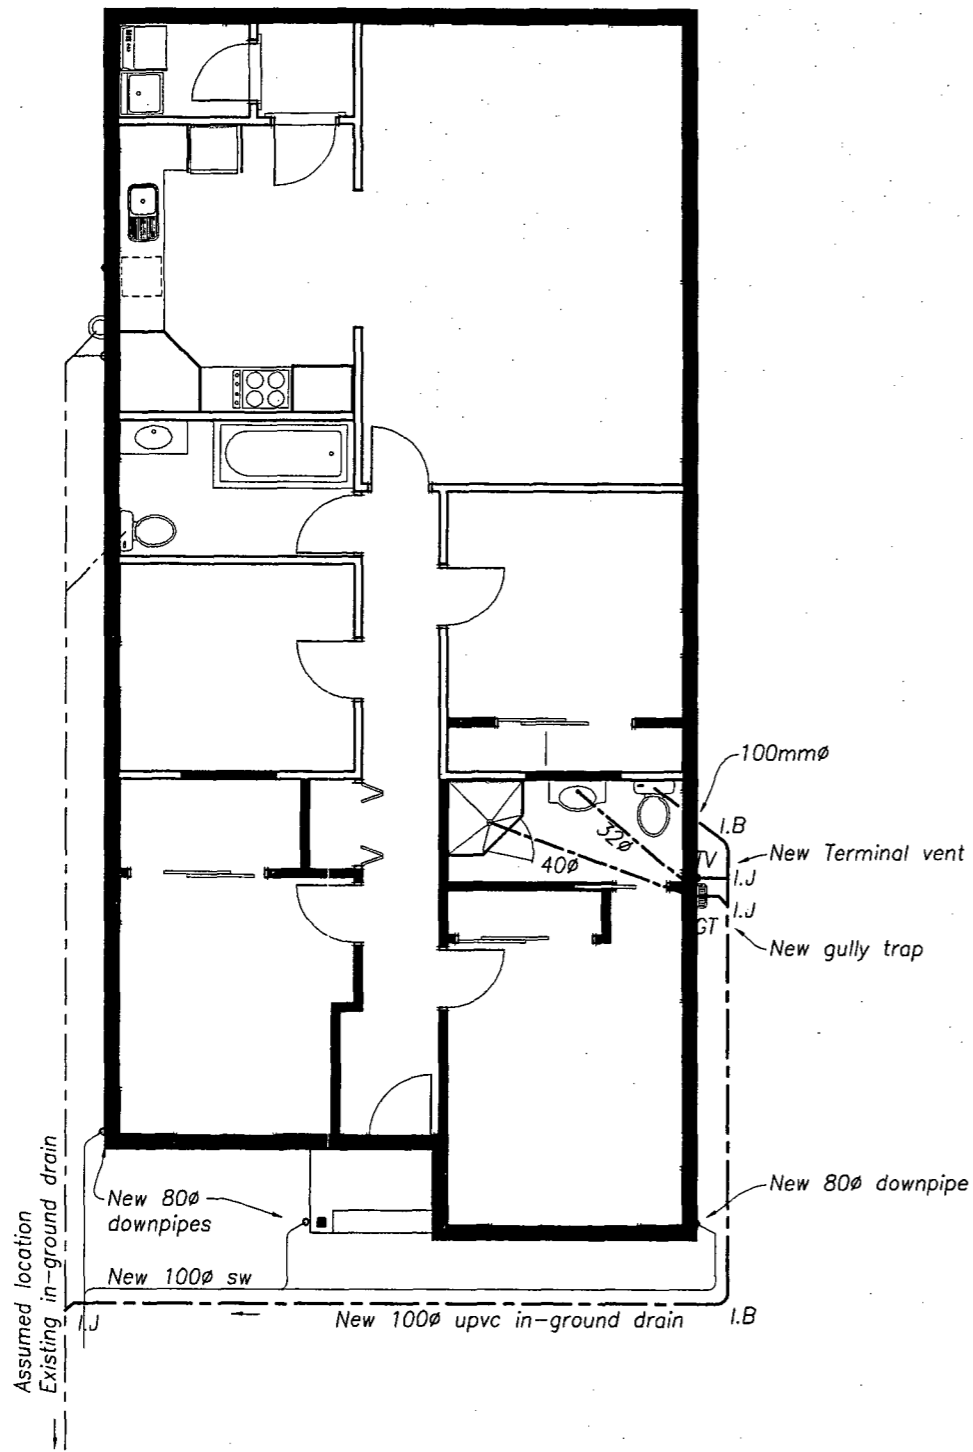 100mmø
I.B
32ø
40ø
TV
New Terminal vent
I.J
I.J
GT
New gully trap
New 80ø
downpipes
New 80ø downpipe
New 100ø sw
I.J
New 100ø upvc in-ground drain
I.B
Assumed location
Existing in-ground drain